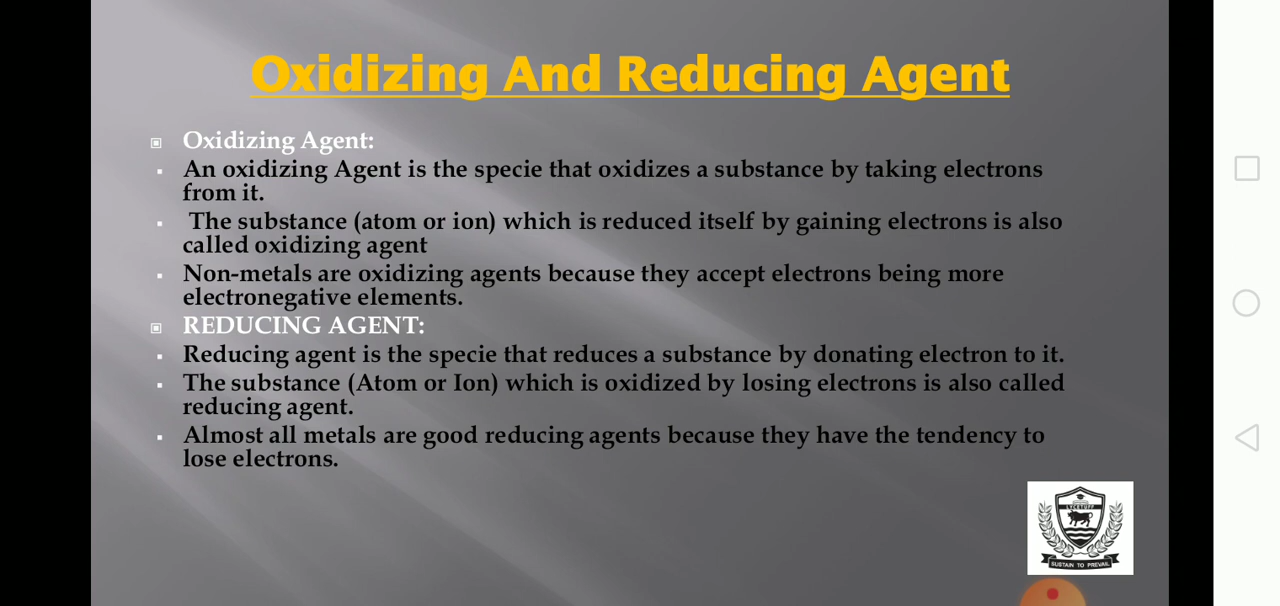 Oxidizing And Reducing Agent
Oxidizing Agent:
An oxidizing Agent is the specie that oxidizes a substance by taking electrons
from it.
The substance (atom or ion) which is reduced itself by gaining electrons is also
called oxidizing agent
Non-metals are oxidizing agents because they accept electrons being more
electronegative elements.
REDUCING AGENT:
Reducing agent is the specie that reduces a substance by donating electron to it.
The substance (Atom or Ion) which is oxidized by losing electrons is also called
reducing agent.
Almost all metals are good reducing agents because they have the tendency to
lose electrons.
SUSTAIN TO PREVAIL